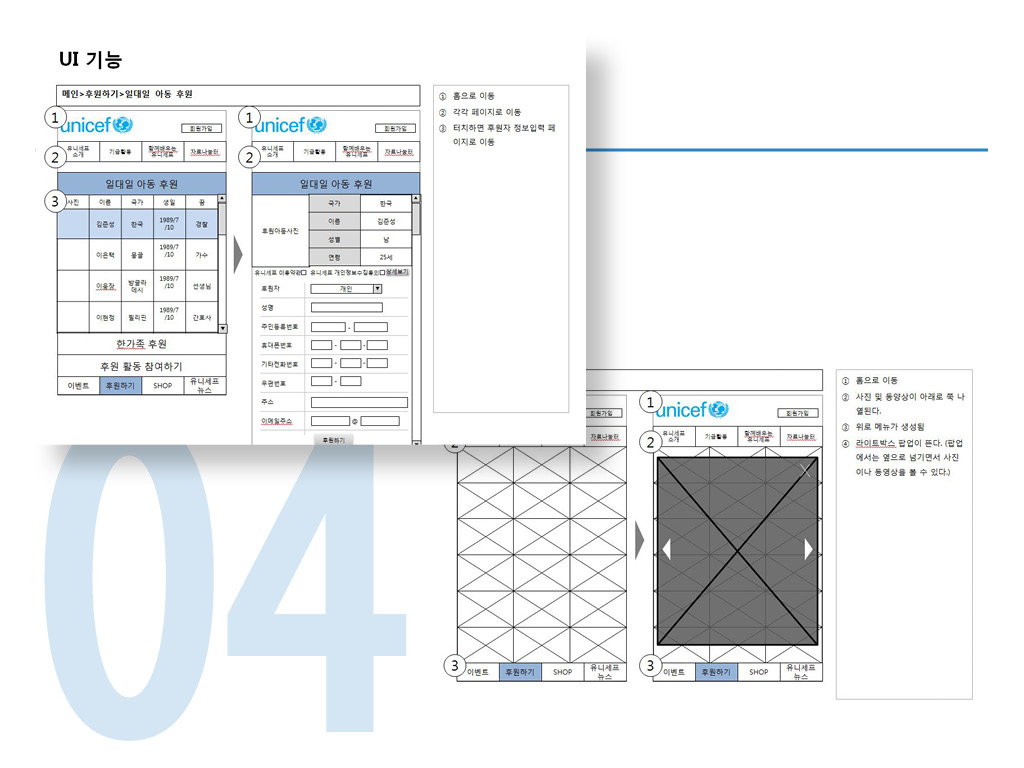 UI 기능
메인>후원하기>일대일 아동 후원
① 홈으로 이동
② 각각 페이지로 이동
③ 터치하면 후원자 정보입력 페
이지로 이동
1
unicef
회원가입
2
유니세프
소개
기금활동
함께배우는
유니세프
자료나눔터
일대일 아동 후원
3
사진 이름 국가 생일 꿈
김준성 한국 1989/7
/10 경찰
이은택 몽골 1989/7
/10 가수
이웅장 방글라
데시 1989/7
/10 선생님
이현정 필리핀 1989/7
/10 간호사
한가족 후원
후원 활동 참여하기
이벤트 후원하기 SHOP 유니세프
뉴스
1
unicef
회원가입
2
유니세프
소개
기금활동
함께배우는
유니세프
자료나눔터
일대일 아동 후원
후원아동사진
국가 한국
이름 김준성
성별 남
연령 25세
유니세프 이용약관 유니세프 개인정보수집동의 상세보기
후원자 개인
성명
주민등록번호 -
휴대폰번호 - -
기타전화번호 - -
우편번호 -
주소
이메일주소 @
후원하기
회원가입
2
자료나눔터
3
이벤트 후원하기 SHOP 유니세프
뉴스
1
unicef
회원가입
2
유니세프
소개
기금활동
함께배우는
유니세프
자료나눔터
3
이벤트 후원하기 SHOP 유니세프
뉴스
① 홈으로 이동
② 사진 및 동양상이 아래로 쭉 나
열된다.
③ 위로 메뉴가 생성됨
④ 라이트박스 팝업이 뜬다. (팝업
에서는 옆으로 넘기면서 사진
이나 동영상을 볼 수 있다.)
04